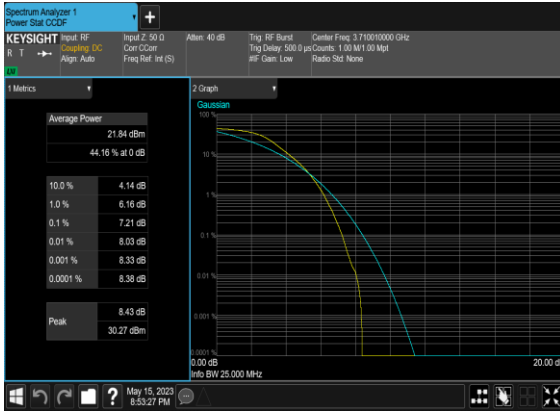 Spectrum Analyzer 1
Power Stat CCDF
KEYSIGHT
R T
Input: RF
Coupling: DC
Align: Auto
Input Z: 50 Ω
Corr CCorr
Freq Ref: Int (S)
Atten: 40 dB
Trig: RF Burst
Trig Delay: 500.0 µs
#IF Gain: Low
Center Freq: 3.710010000 GHz
Counts: 1.00 M/1.00 Mpt
Radio Std: None
1 Metrics
2 Graph
Average Power
21.84 dBm
44.16 % at 0 dB
10.0 % 4.14 dB
1.0 % 6.16 dB
0.1 % 7.21 dB
0.01 % 8.03 dB
0.001 % 8.33 dB
0.0001 % 8.38 dB
Peak
8.43 dB
30.27 dBm
Gaussian
100 %
10 %
1 %
0.1 %
0.01 %
0.001 %
0.0001 %
0.00 dB
20.00 d
Info BW 25.000 MHz
?
May 15, 2023
8:53:27 PM